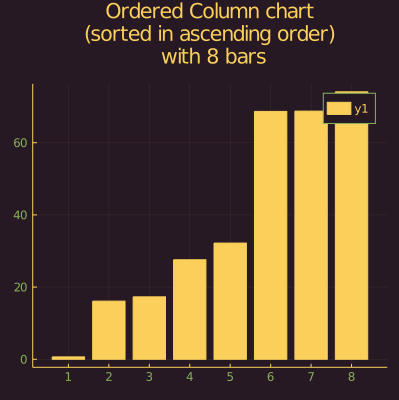 Ordered Column chart
(sorted in ascending order)
with 8 bars
y1
60
40
20
0
1 2 3 4 5 6 7 8